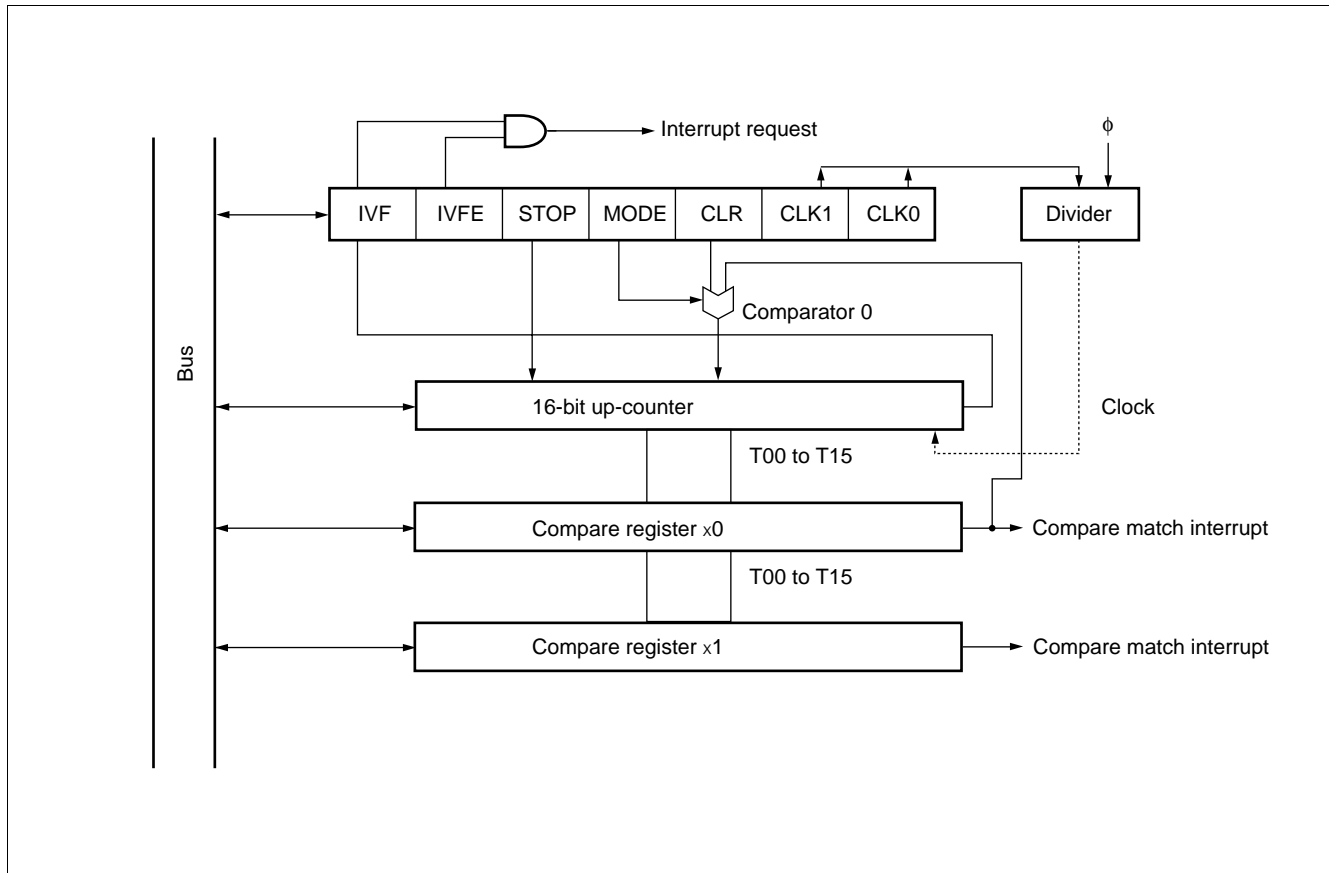 Interrupt request
ϕ
IVF IVFE STOP MODE CLR CLK1 CLK0
Divider
Comparator 0
Bus
16-bit up-counter
Clock
T00 to T15
Compare register x0
Compare match interrupt
T00 to T15
Compare register x1
Compare match interrupt